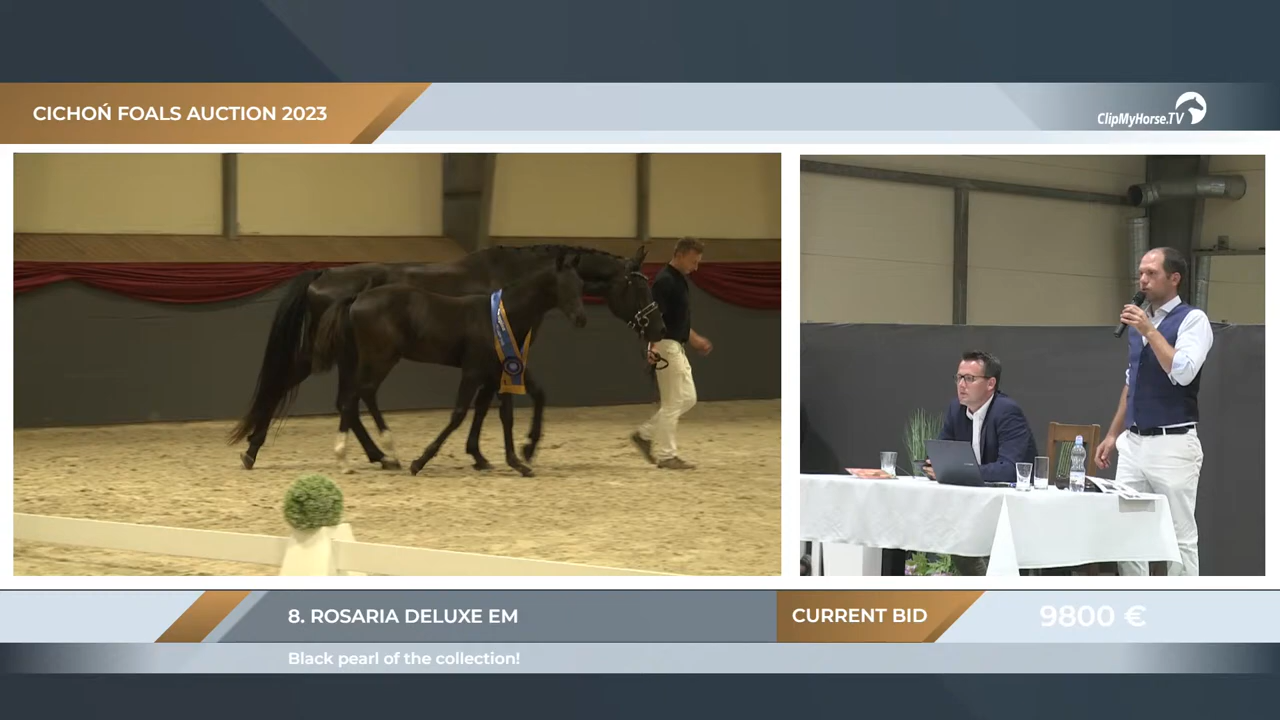 CICHOŃ FOALS AUCTION 2023
ClipMyHorse.TV
8. ROSARIA DELUXE EM
CURRENT BID
9800 €
Black pearl of the collection!